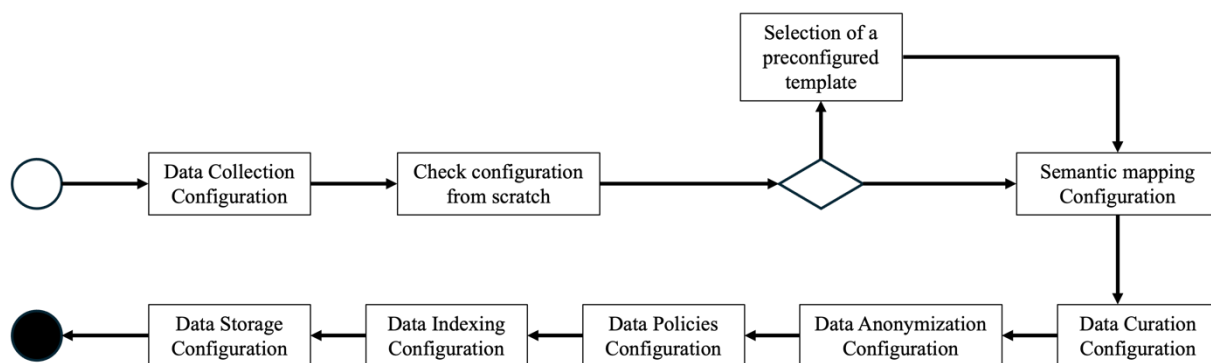 Selection of a
preconfigured
template
Data Collection
Configuration
Check configuration
from scratch
Semantic mapping
Configuration
Data Storage
Configuration
Data Indexing
Configuration
Data Policies
Configuration
Data Anonymization
Configuration
Data Curation
Configuration